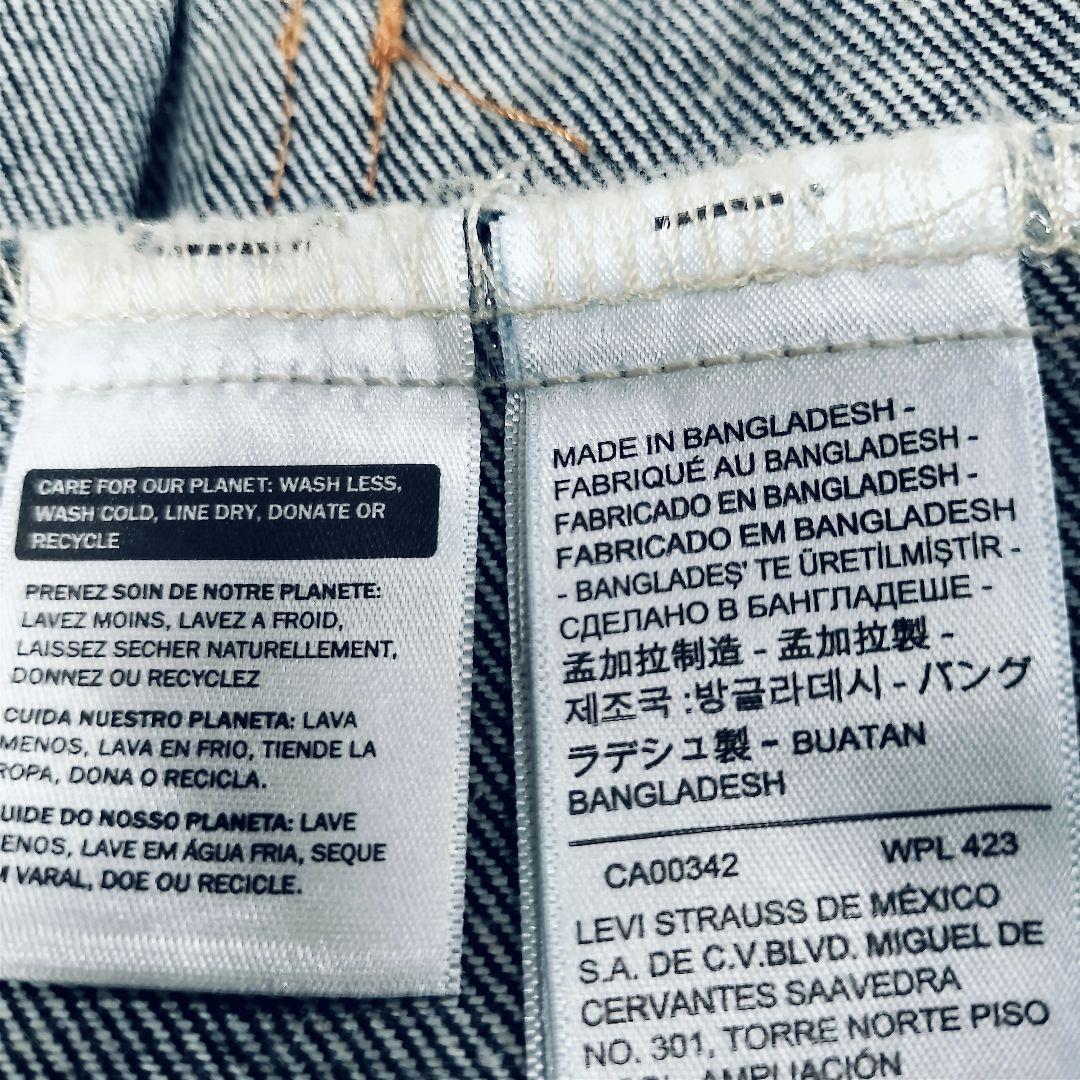 CARE FOR OUR PLANET: WASH LESS,
WASH COLD, LINE DRY, DONATE OR
RECYCLE
PRENEZ SOIN DE NOTRE PLANETE:
LAVEZ MOINS, LAVEZ A FROID,
LAISSEZ SECHER NATURELLEMENT,
DONNEZ OU RECYCLEZ
CUIDA NUESTRO PLANETA: LAVA
MENOS, LAVA EN FRIO, TIENDE LA
ROPA, DONA O RECICLA.
UIDE DO NOSSO PLANETA: LAVE
ENOS, LAVE EM ÁGUA FRIA, SEQUE
VARAL, DOE OU RECICLE.
MADE IN BANGLADESH -
FABRIQUÉ AU BANGLADESH -
FABRICADO EN BANGLADESH -
FABRICADO EM BANGLADESH
- BANGLADEŞ' TE ÜRETİLMİŞTİR -
СДЕЛАНО В БАНГЛАДЕШЕ -
孟加拉制造 - 孟加拉製 -
제조국 :방글라데시 - バング
ラデシュ製 - BUATAN
BANGLADESH
CA00342 WPL 423
LEVI STRAUSS DE MÉXICO
S.A. DE C.V.BLVD. MIGUEL DE
CERVANTES SAAVEDRA
NO. 301, TORRE NORTE PISO
AMPLIACIÓN